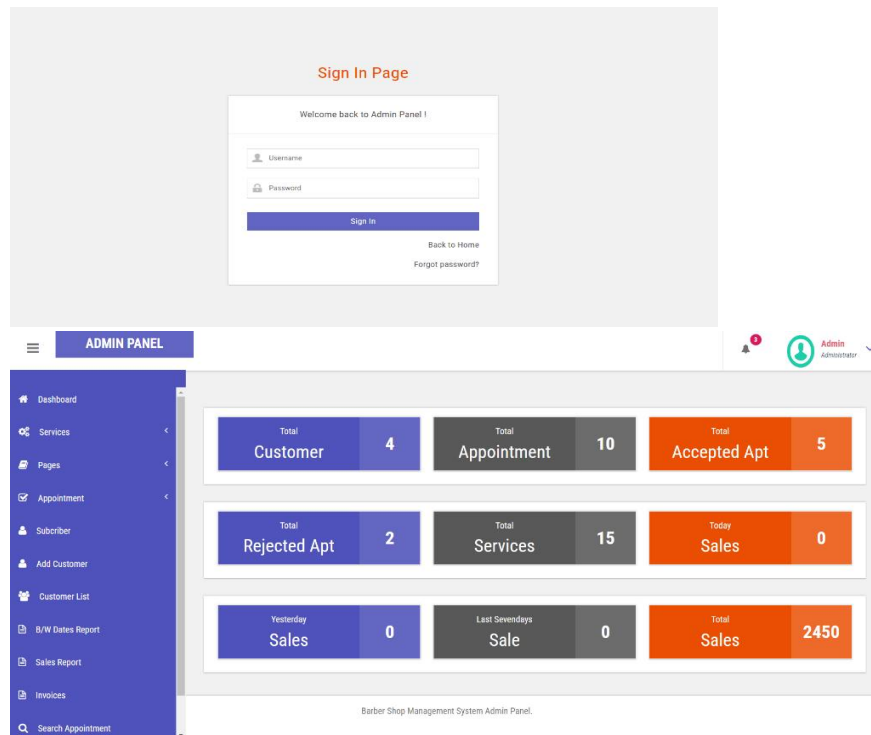 Sign In Page
Welcome back to Admin Panel !
Username
Password
Sign In
Back to Home
Forgot password?
ADMIN PANEL
3
Admin
Administrator
Dashboard
Services
Pages
Appointment
Subcriber
Add Customer
Customer List
B/W Dates Report
Sales Report
Invoices
Search Appointment
Total
Customer
4
Total
Appointment
10
Total
Accepted Apt
5
Total
Rejected Apt
2
Total
Services
15
Today
Sales
0
Yesterday
Sales
0
Last Sevendays
Sale
0
Total
Sales
2450
Barber Shop Management System Admin Panel.